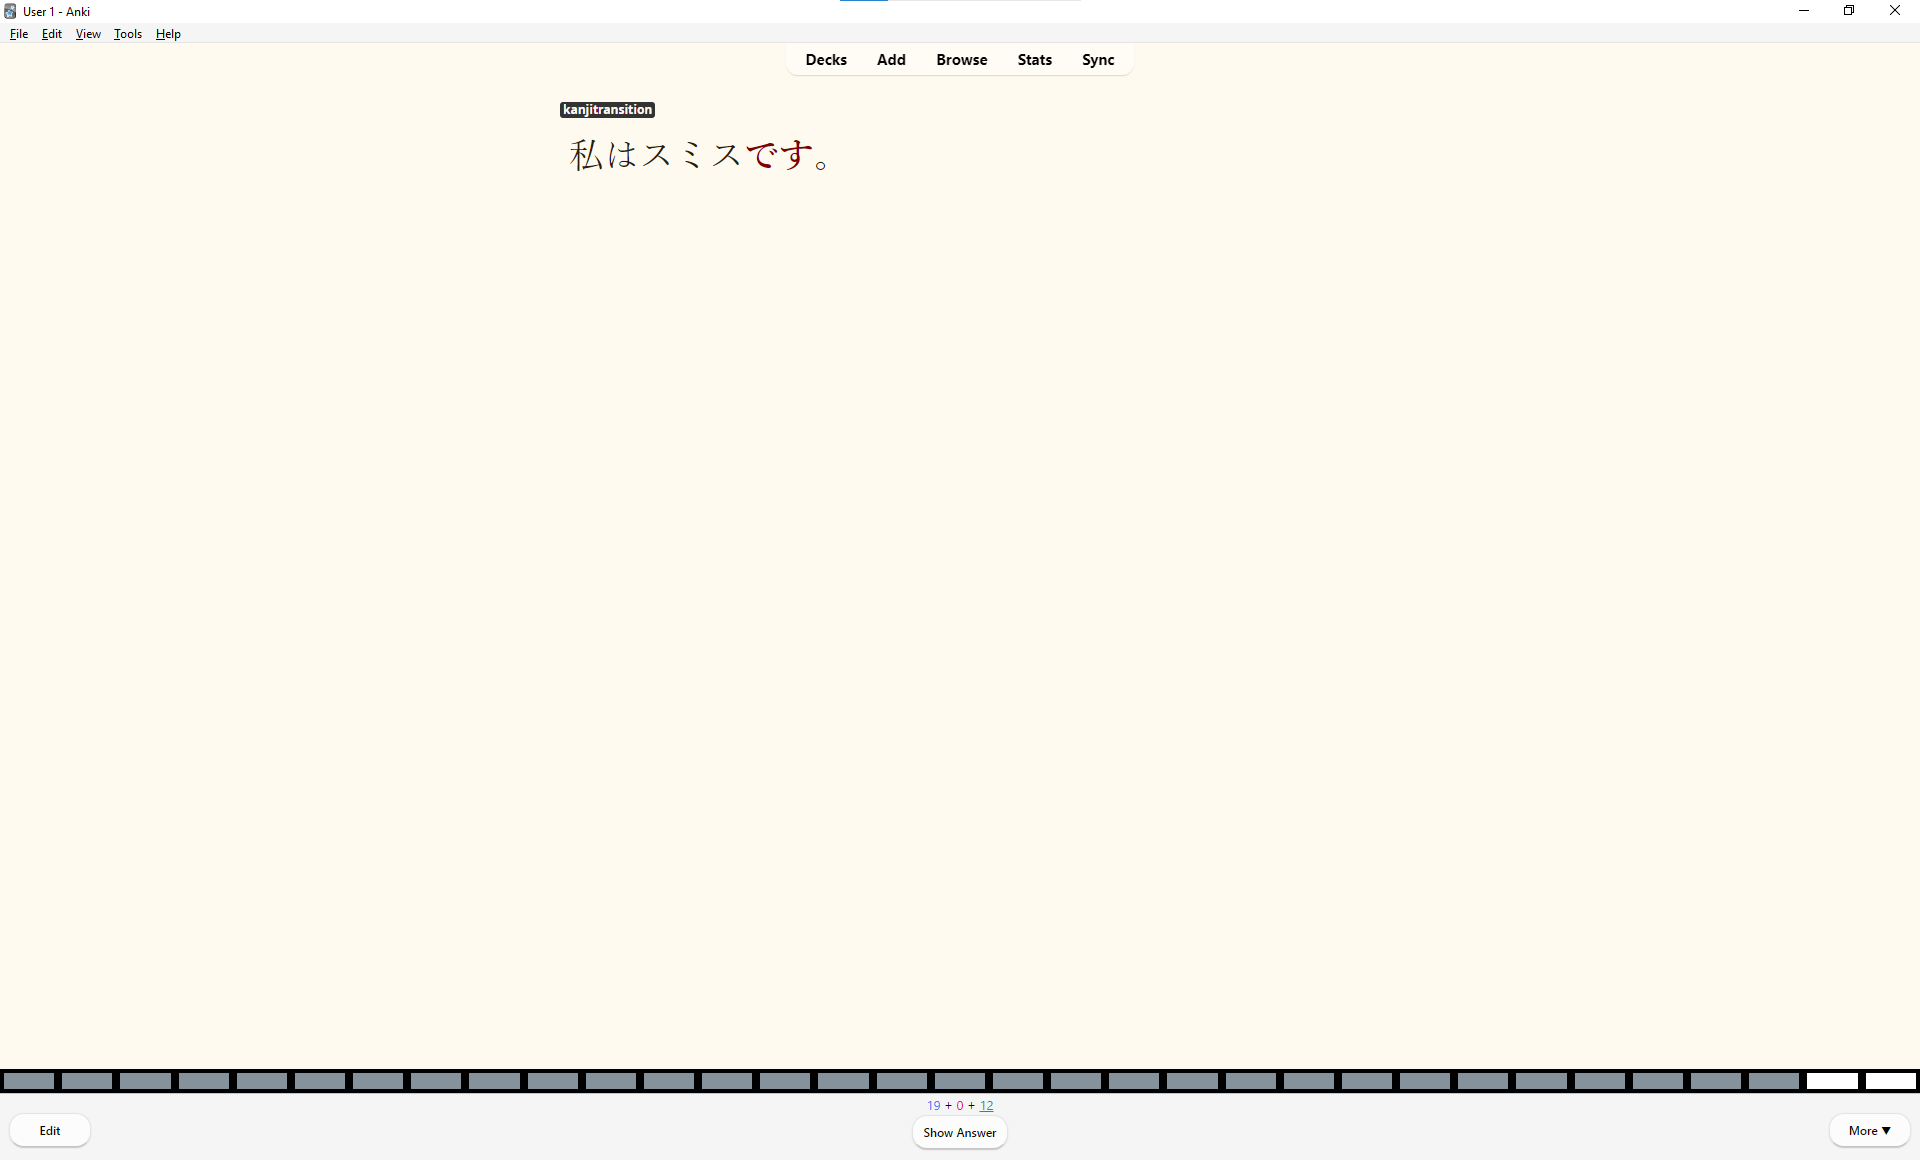 User 1 - Anki
File Edit View Tools Help
Decks Add Browse Stats Sync
kanjitransition
私はスミスです。
19 + 0 + 12
Edit Show Answer More ▼